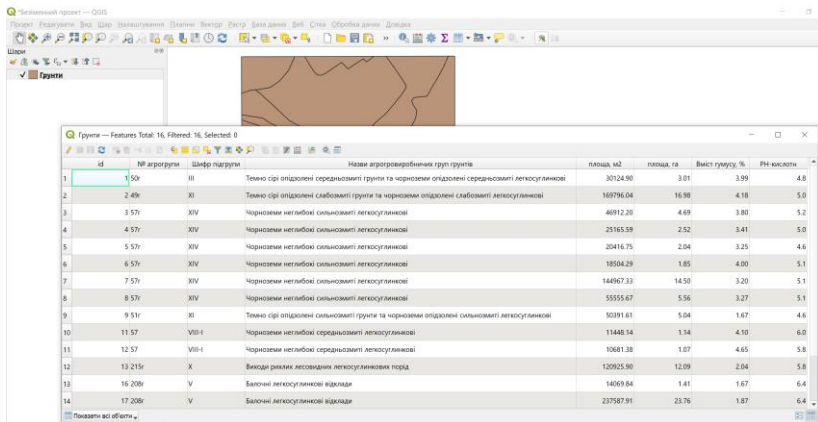 *Безіменний проєкт — QGIS
Проєкт Редагувати Вид Шар Налаштування Плагіни Вектор Растр База даних Веб Сітка Обробка даних Довідка
Шари
Грунти
Грунти — Features Total: 16, Filtered: 16, Selected: 0
id № агрогрупи Шифр підгрупи Назви агрогровиробничих груп грунтів площа, м2 площа, га Вміст гумусу, % PH-кислотн
1 1 50г III Темно сірі опідзолені середньозмиті грунти та чорноземи опідзолені середньозмиті легкосуглинкові 30124.90 3.01 3.99 4.8
2 2 49г XI Темно сірі опідзолені слабозмиті грунти та чорноземи опідзолені слабозмиті легкосуглинкові 169796.04 16.98 4.18 5.0
3 3 57г XIV Чорноземи неглибокі сильнозмиті легкосуглинкові 46912.20 4.69 3.80 5.2
4 4 57г XIV Чорноземи неглибокі сильнозмиті легкосуглинкові 25165.59 2.52 3.41 5.0
5 5 57г XIV Чорноземи неглибокі сильнозмиті легкосуглинкові 20416.75 2.04 3.25 4.6
6 6 57г XIV Чорноземи неглибокі сильнозмиті легкосуглинкові 18504.29 1.85 4.00 5.1
7 7 57г XIV Чорноземи неглибокі сильнозмиті легкосуглинкові 144967.33 14.50 3.20 5.1
8 8 57г XIV Чорноземи неглибокі сильнозмиті легкосуглинкові 55555.67 5.56 3.27 5.1
9 9 51г XI Темно сірі опідзолені сильнозмиті грунти та чорноземи опідзолені сильнозмиті легкосуглинкові 50391.61 5.04 1.67 4.6
10 11 57 VIII-I Чорноземи неглибокі середньозмиті легкосуглинкові 11448.14 1.14 4.10 6.0
11 12 57 VIII-I Чорноземи неглибокі середньозмиті легкосуглинкові 10681.38 1.07 4.65 5.8
12 13 215г X Виходи рихлих лесовидних легкосуглинкових порід 120925.90 12.09 2.04 5.8
13 16 208г V Балочні легкосуглинкові відклади 14069.84 1.41 1.67 6.4
14 17 208г V Балочні легкосуглинкові відклади 237587.91 23.76 1.87 6.4
Показати всі об'єкти